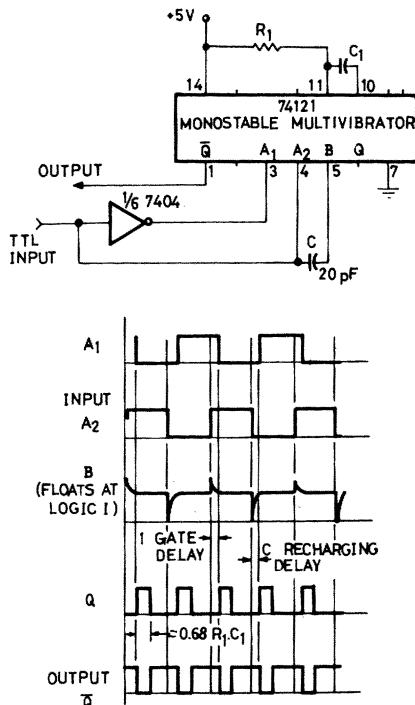 +5V
R1
C1
14
11
10
74121
MONOSTABLE MULTIVIBRATOR
Q̅ A1 A2 B Q
1 3 4 5 7
OUTPUT
1/6 7404
TTL
INPUT
C
20 pF
A1
INPUT
A2
B
(FLOATS AT
LOGIC I)
1 GATE
DELAY
C RECHARGING
DELAY
Q
≈0.68 R1.C1
OUTPUT
Q̅